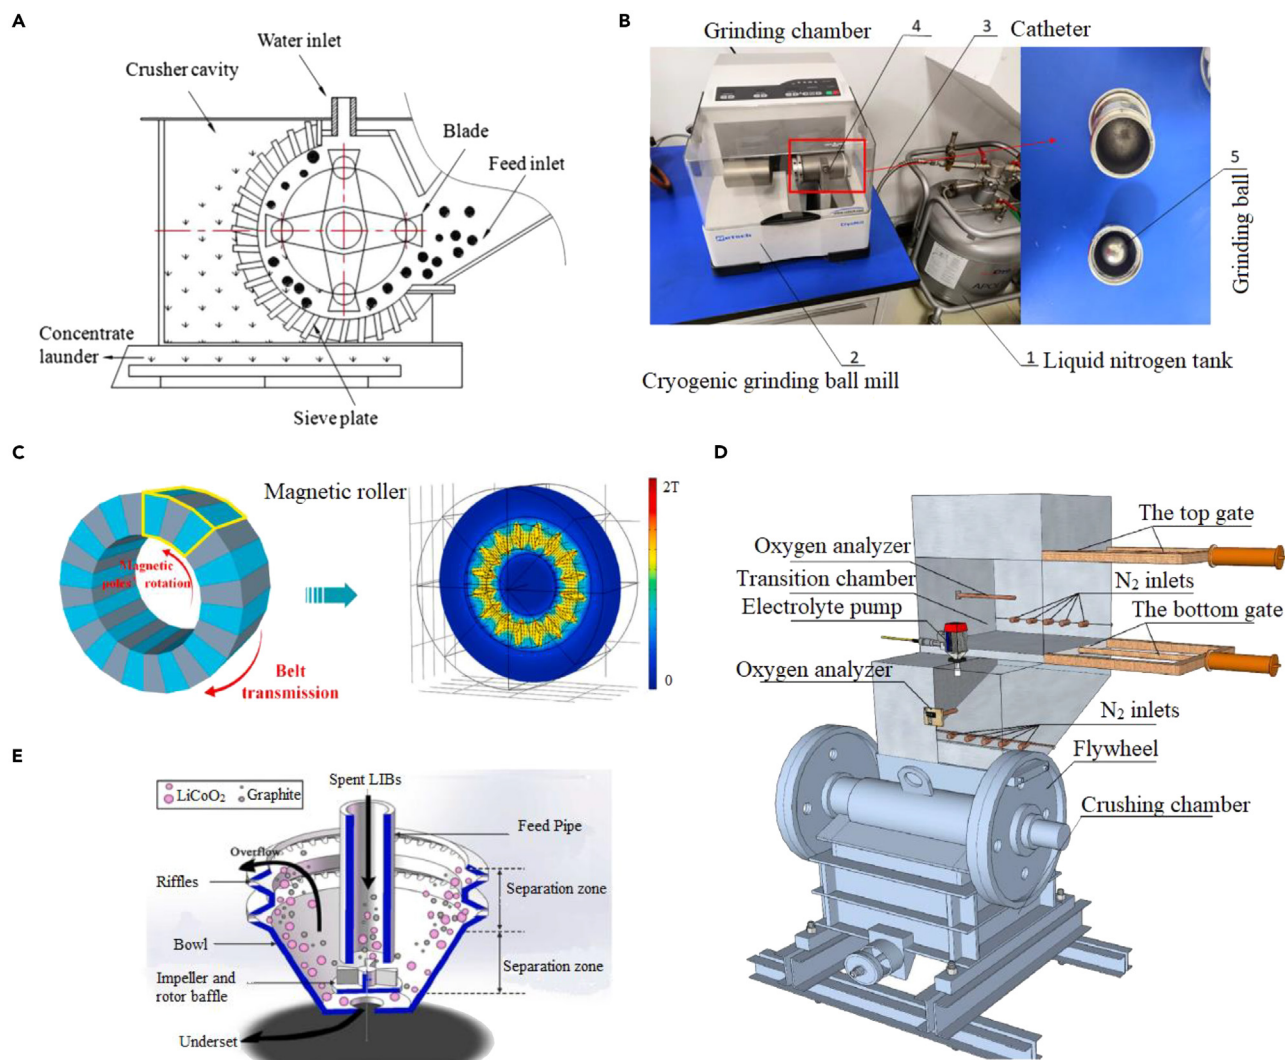 A
Water inlet
Crusher cavity
Blade
Feed inlet
Concentrate
launder
Sieve plate
B
Grinding chamber
4
3
Catheter
5
Grinding ball
2
1
Liquid nitrogen tank
Cryogenic grinding ball mill
C
Magnetic roller
2T
0
Magnetic
poles' rotation
Belt
transmission
D
The top gate
Oxygen analyzer
Transition chamber
N₂ inlets
Electrolyte pump
The bottom gate
Oxygen analyzer
N₂ inlets
Flywheel
Crushing chamber
E
Spent LIBs
LiCoO₂
Graphite
Feed Pipe
Overflow
Riffles
Separation zone
Bowl
Separation zone
Impeller and
rotor baffle
Underset